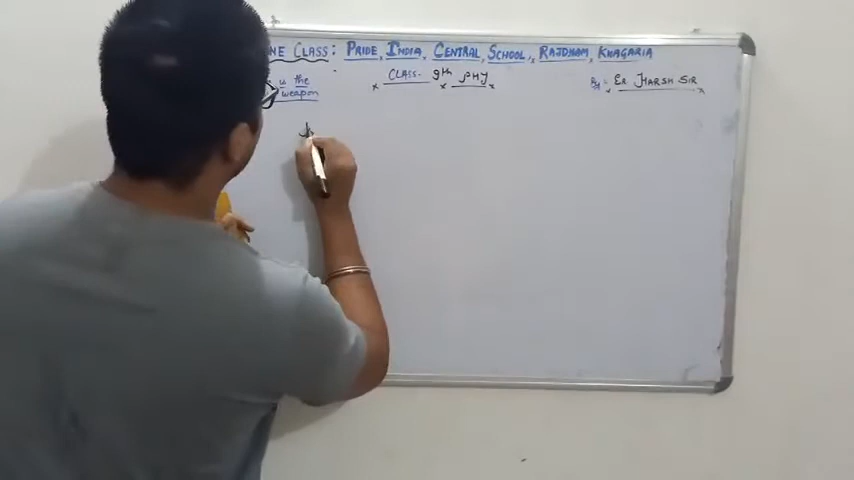 NE CLASS: PRIDE INDIA, CENTRAL SCHOOL, RAJDHAM KHAGARIA
is the
weapon
CLASS- 9th PHY
By: ER HARSH SIR